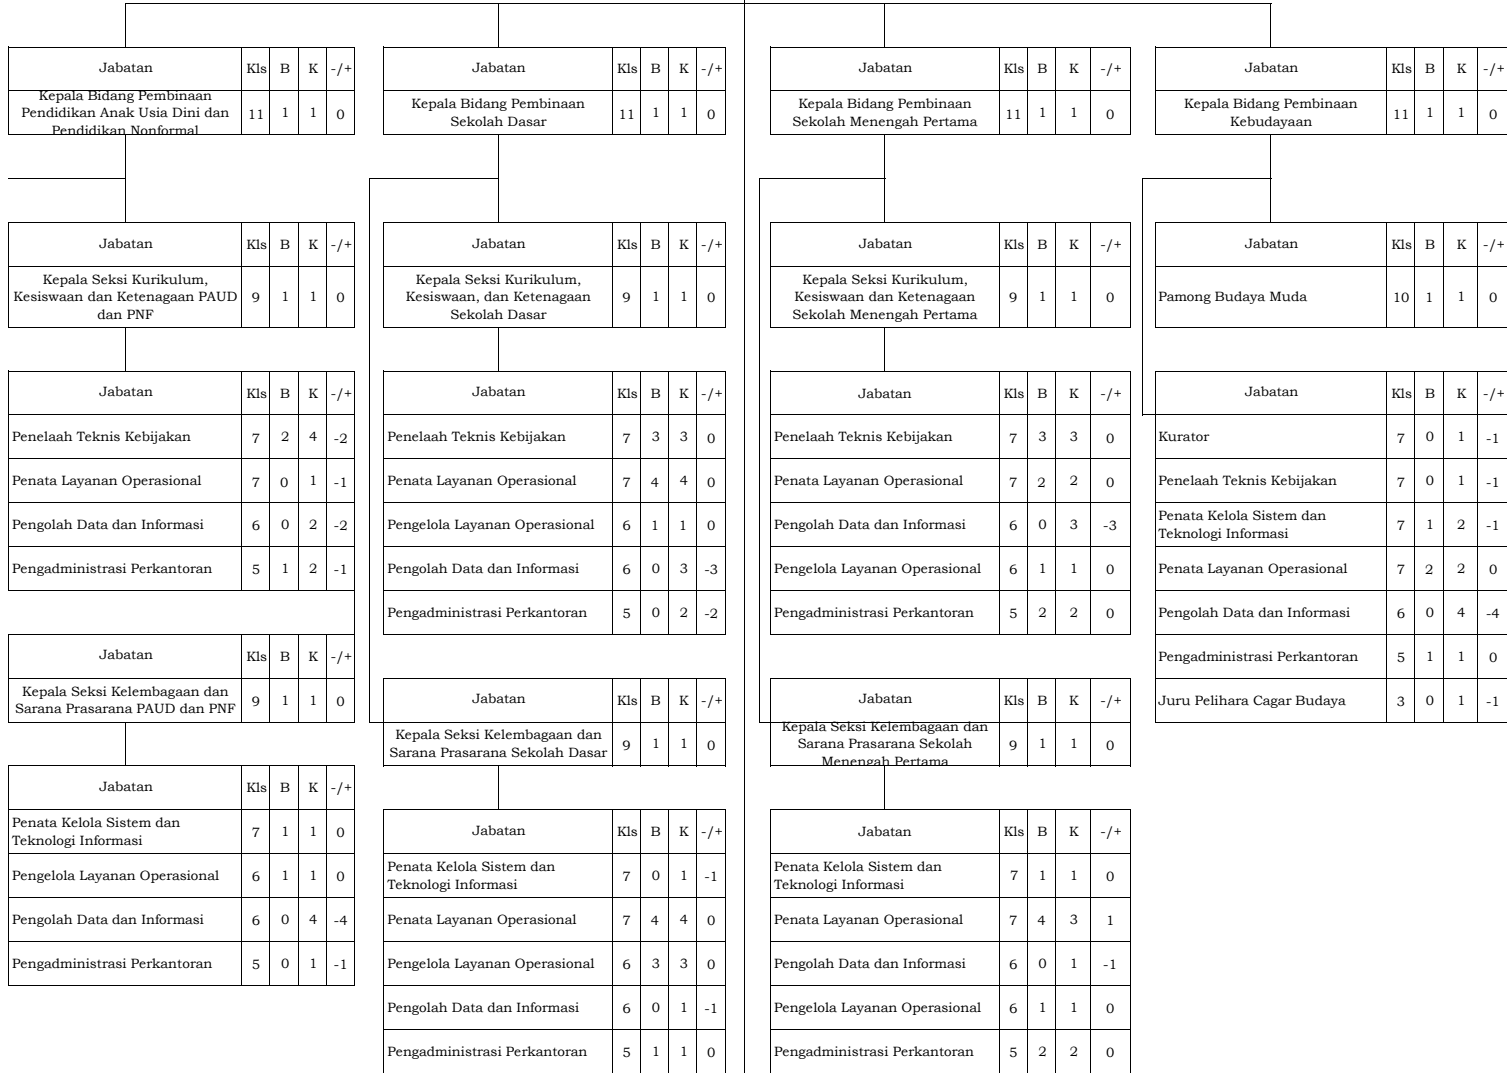 Jabatan Kls B K -/+
Kepala Bidang Pembinaan
Pendidikan Anak Usia Dini dan
Pendidikan Nonformal
11 1 1 0
Jabatan Kls B K -/+
Kepala Seksi Kurikulum,
Kesiswaan dan Ketenagaan PAUD
dan PNF
9 1 1 0
Jabatan Kls B K -/+
Penelaah Teknis Kebijakan 7 2 4 -2
Penata Layanan Operasional 7 0 1 -1
Pengolah Data dan Informasi 6 0 2 -2
Pengadministrasi Perkantoran 5 1 2 -1
Jabatan Kls B K -/+
Kepala Seksi Kelembagaan dan
Sarana Prasarana PAUD dan PNF
9 1 1 0
Jabatan Kls B K -/+
Penata Kelola Sistem dan
Teknologi Informasi
7 1 1 0
Pengelola Layanan Operasional 6 1 1 0
Pengolah Data dan Informasi 6 0 4 -4
Pengadministrasi Perkantoran 5 0 1 -1
Jabatan Kls B K -/+
Kepala Bidang Pembinaan
Sekolah Dasar
11 1 1 0
Jabatan Kls B K -/+
Kepala Seksi Kurikulum,
Kesiswaan, dan Ketenagaan
Sekolah Dasar
9 1 1 0
Jabatan Kls B K -/+
Penelaah Teknis Kebijakan 7 3 3 0
Penata Layanan Operasional 7 4 4 0
Pengelola Layanan Operasional 6 1 1 0
Pengolah Data dan Informasi 6 0 3 -3
Pengadministrasi Perkantoran 5 0 2 -2
Jabatan Kls B K -/+
Kepala Seksi Kelembagaan dan
Sarana Prasarana Sekolah Dasar
9 1 1 0
Jabatan Kls B K -/+
Penata Kelola Sistem dan
Teknologi Informasi
7 0 1 -1
Penata Layanan Operasional 7 4 4 0
Pengelola Layanan Operasional 6 3 3 0
Pengolah Data dan Informasi 6 0 1 -1
Pengadministrasi Perkantoran 5 1 1 0
Jabatan Kls B K -/+
Kepala Bidang Pembinaan
Sekolah Menengah Pertama
11 1 1 0
Jabatan Kls B K -/+
Kepala Seksi Kurikulum,
Kesiswaan dan Ketenagaan
Sekolah Menengah Pertama
9 1 1 0
Jabatan Kls B K -/+
Penelaah Teknis Kebijakan 7 3 3 0
Penata Layanan Operasional 7 2 2 0
Pengolah Data dan Informasi 6 0 3 -3
Pengelola Layanan Operasional 6 1 1 0
Pengadministrasi Perkantoran 5 2 2 0
Jabatan Kls B K -/+
Kepala Seksi Kelembagaan dan
Sarana Prasarana Sekolah
Menengah Pertama
9 1 1 0
Jabatan Kls B K -/+
Penata Kelola Sistem dan
Teknologi Informasi
7 1 1 0
Penata Layanan Operasional 7 4 3 1
Pengolah Data dan Informasi 6 0 1 -1
Pengelola Layanan Operasional 6 1 1 0
Pengadministrasi Perkantoran 5 2 2 0
Jabatan Kls B K -/+
Kepala Bidang Pembinaan
Kebudayaan
11 1 1 0
Jabatan Kls B K -/+
Pamong Budaya Muda 10 1 1 0
Jabatan Kls B K -/+
Kurator 7 0 1 -1
Penelaah Teknis Kebijakan 7 0 1 -1
Penata Kelola Sistem dan
Teknologi Informasi
7 1 2 -1
Penata Layanan Operasional 7 2 2 0
Pengolah Data dan Informasi 6 0 4 -4
Pengadministrasi Perkantoran 5 1 1 0
Juru Pelihara Cagar Budaya 3 0 1 -1